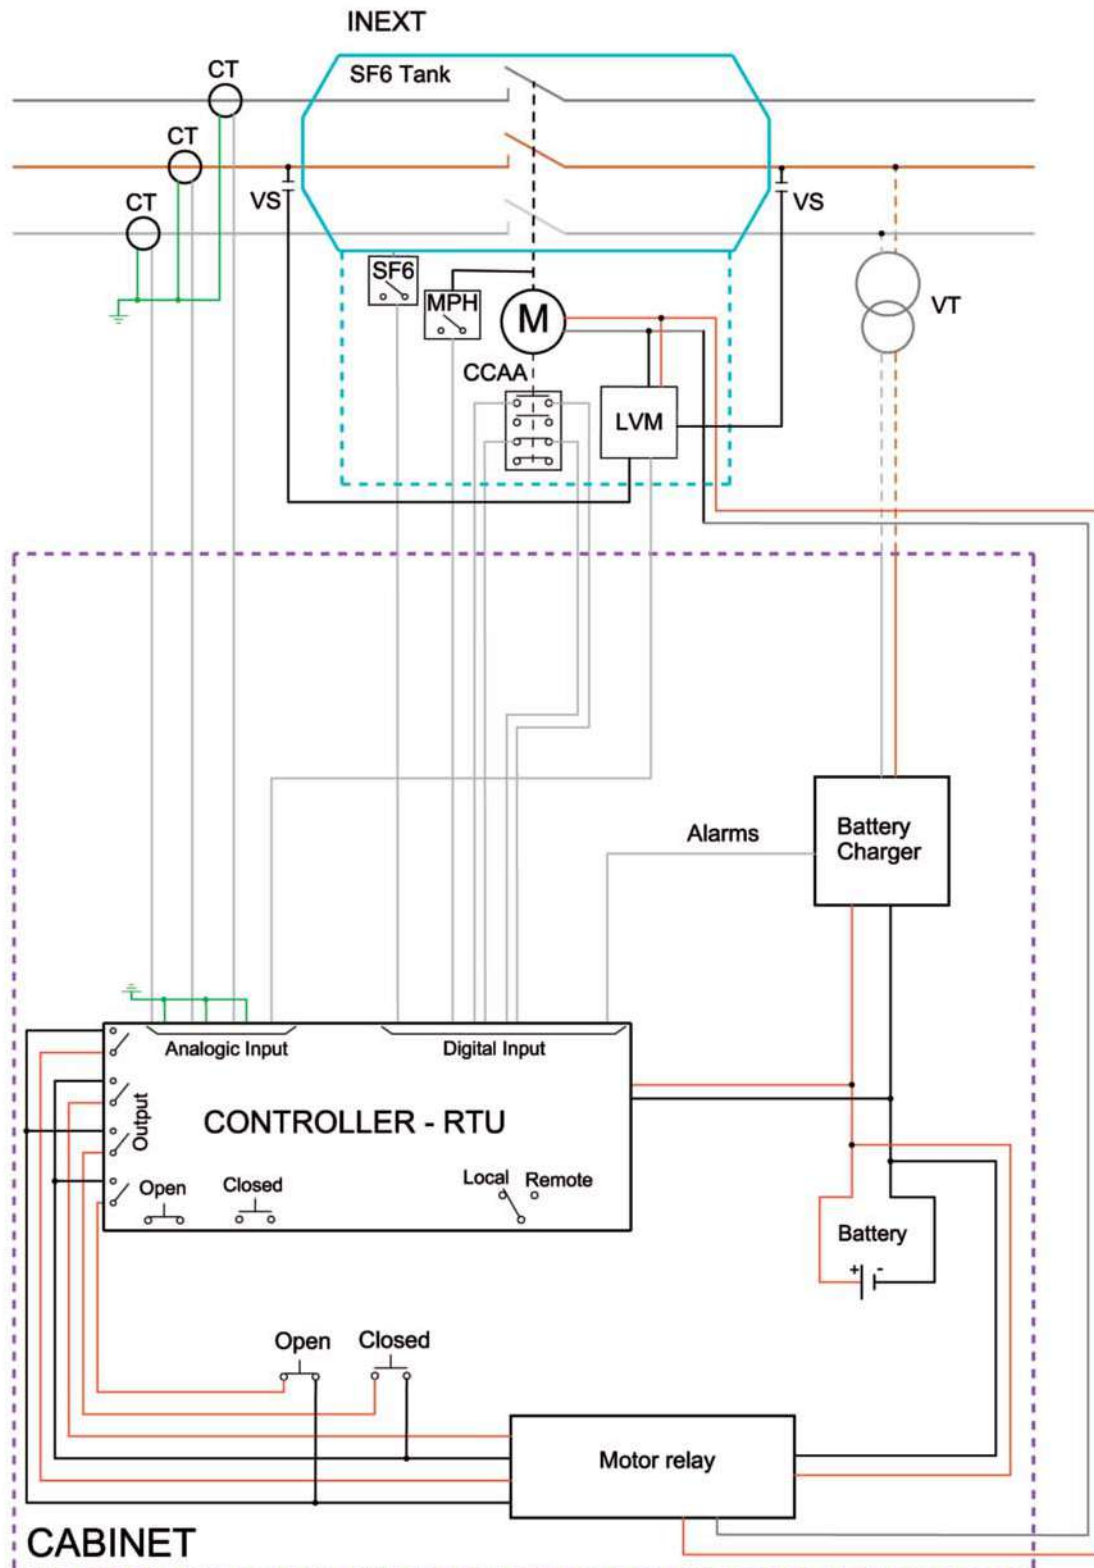 INEXT
CT
SF6 Tank
CT
CT
VS
VS
SF6
MPH
M
VT
CCAA
LVM
Alarms
Battery
Charger
Analogic Input
Digital Input
Output
CONTROLLER - RTU
Open
Closed
Local
Remote
Battery
+
-
Open
Closed
Motor relay
CABINET